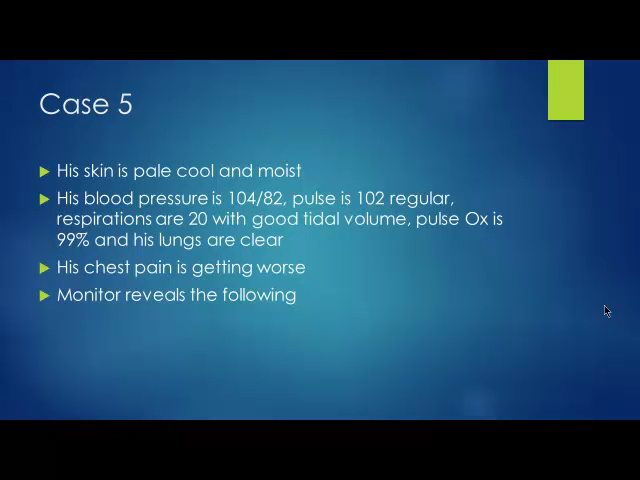 Case 5
His skin is pale cool and moist
His blood pressure is 104/82, pulse is 102 regular,
respirations are 20 with good tidal volume, pulse Ox is
99% and his lungs are clear
His chest pain is getting worse
Monitor reveals the following